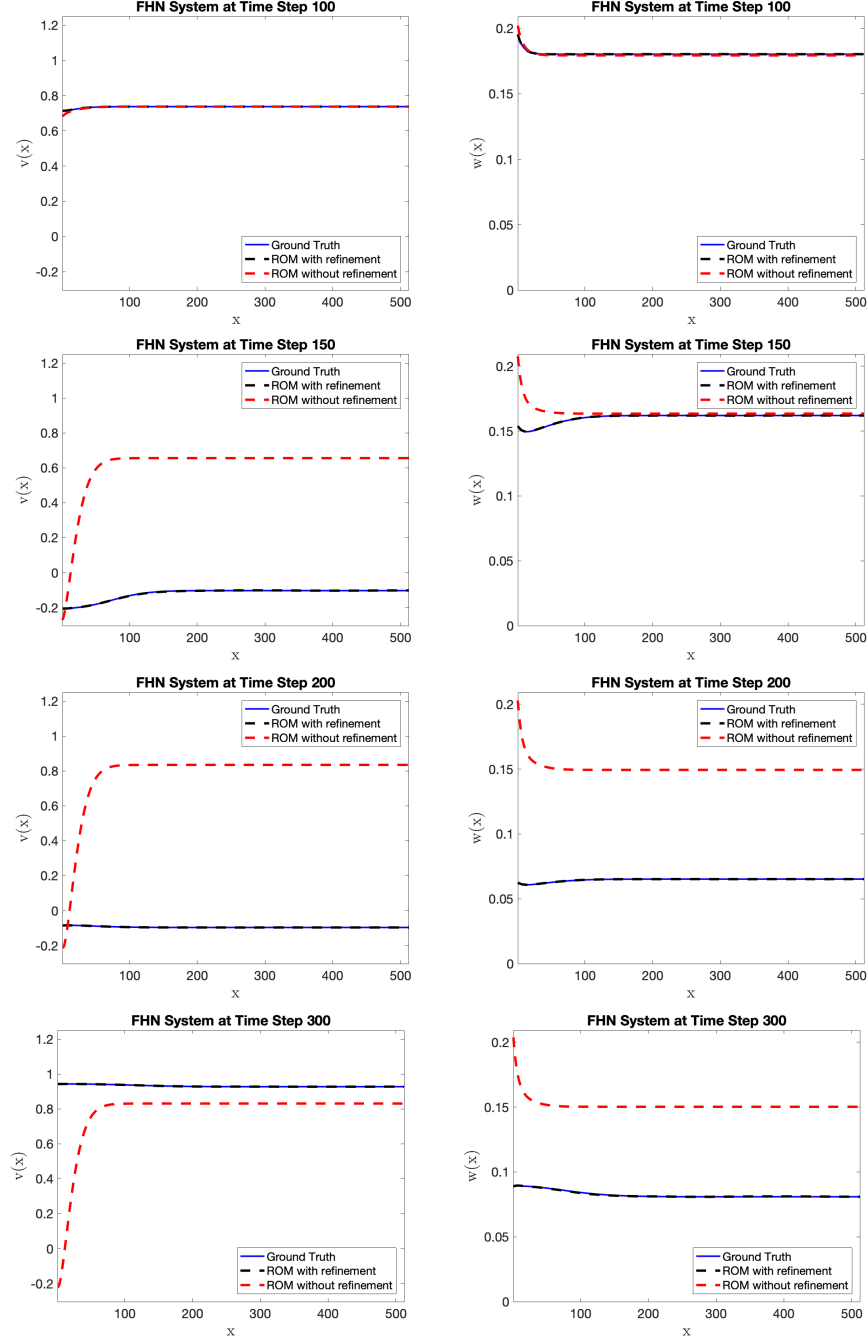 FHN System at Time Step 100
1.2
1
0.8
0.6
0.4
0.2
0
-0.2
v(x)
100 200 300 400 500
x
Ground Truth
ROM with refinement
ROM without refinement
FHN System at Time Step 100
0.2
0.15
0.1
0.05
0
w(x)
100 200 300 400 500
x
Ground Truth
ROM with refinement
ROM without refinement
FHN System at Time Step 150
1.2
1
0.8
0.6
0.4
0.2
0
-0.2
v(x)
100 200 300 400 500
x
Ground Truth
ROM with refinement
ROM without refinement
FHN System at Time Step 150
0.2
0.15
0.1
0.05
0
w(x)
100 200 300 400 500
x
Ground Truth
ROM with refinement
ROM without refinement
FHN System at Time Step 200
1.2
1
0.8
0.6
0.4
0.2
0
-0.2
v(x)
100 200 300 400 500
x
Ground Truth
ROM with refinement
ROM without refinement
FHN System at Time Step 200
0.2
0.15
0.1
0.05
0
w(x)
100 200 300 400 500
x
Ground Truth
ROM with refinement
ROM without refinement
FHN System at Time Step 300
1.2
1
0.8
0.6
0.4
0.2
0
-0.2
v(x)
100 200 300 400 500
x
Ground Truth
ROM with refinement
ROM without refinement
FHN System at Time Step 300
0.2
0.15
0.1
0.05
0
w(x)
100 200 300 400 500
x
Ground Truth
ROM with refinement
ROM without refinement